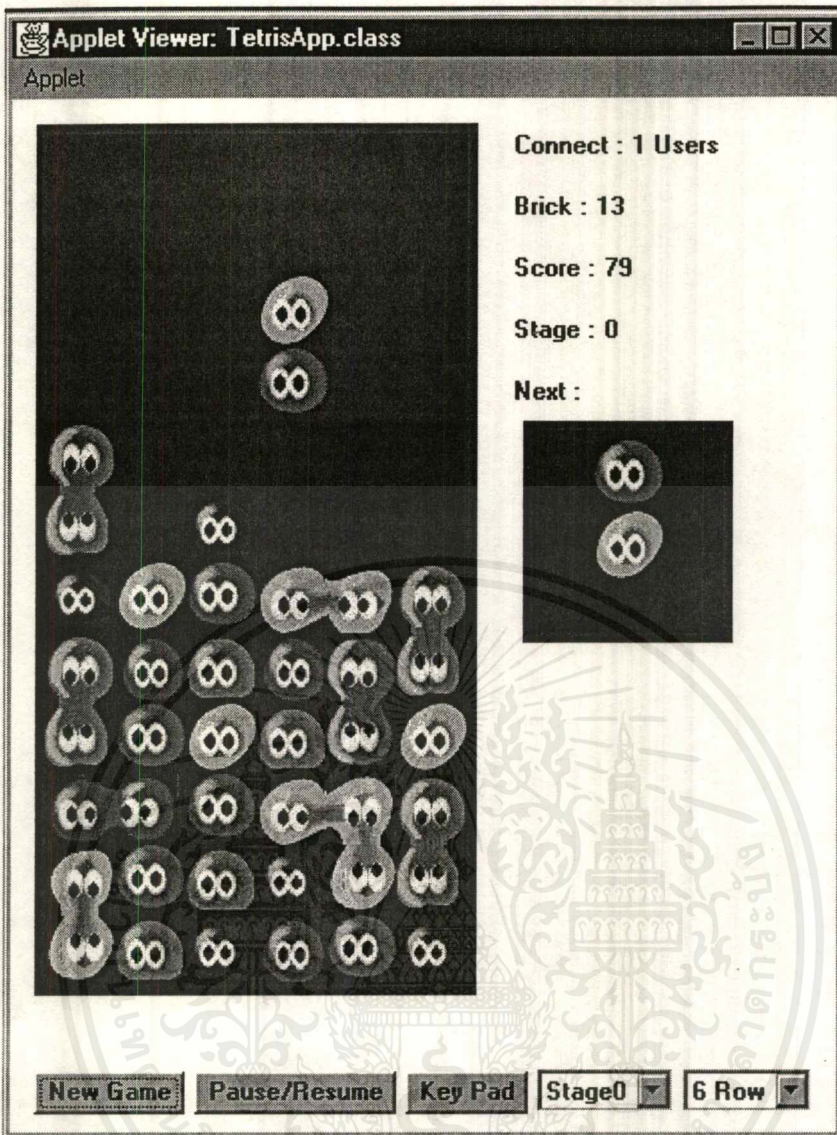 Applet Viewer: TetrisApp.class
Applet
Connect : 1 Users
Brick : 13
Score : 79
Stage : 0
Next :
New Game Pause/Resume Key Pad Stage0 6 Row